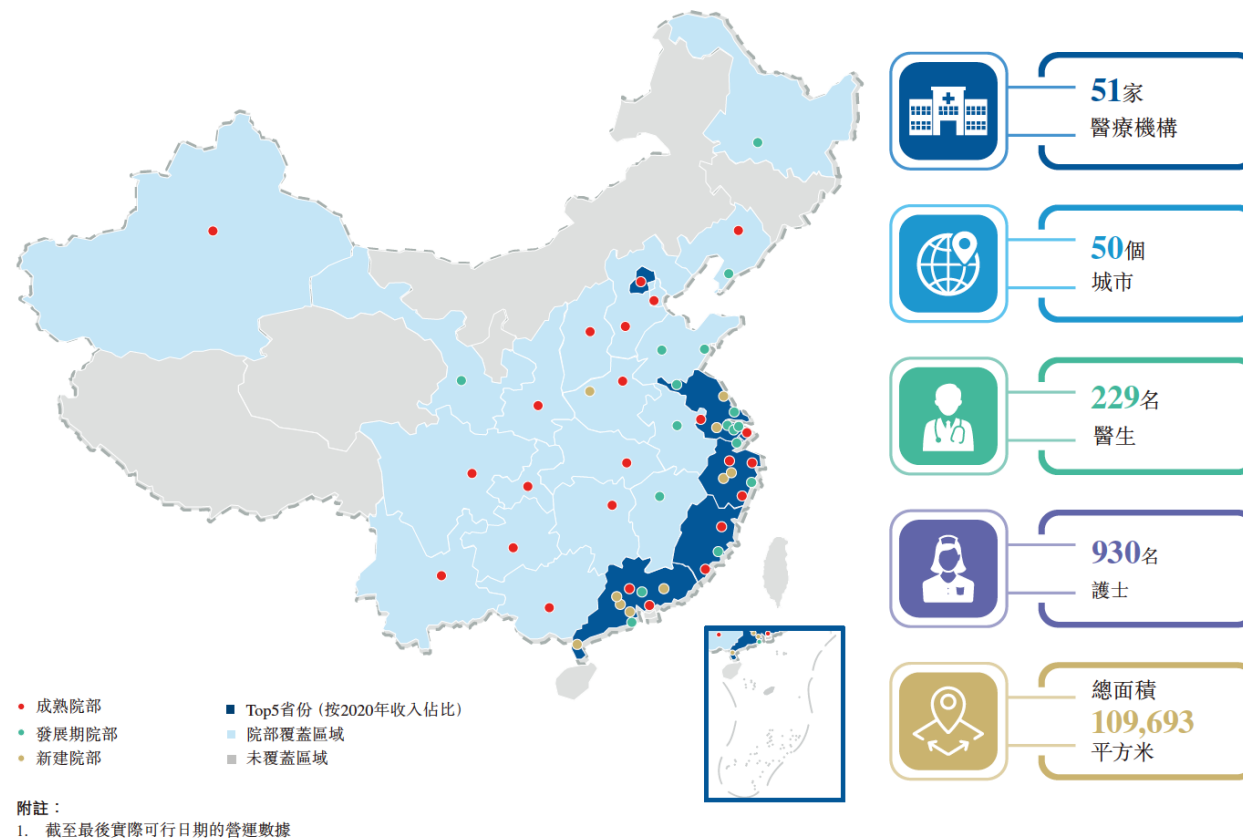 51家
醫療機構
50個
城市
229名
醫生
930名
護士
總面積
109,693
平方米
成熟院部
發展期院部
新建院部
Top5省份（按2020年收入佔比）
院部覆蓋區域
未覆蓋區域
附註：
1. 截至最後實際可行日期的營運數據